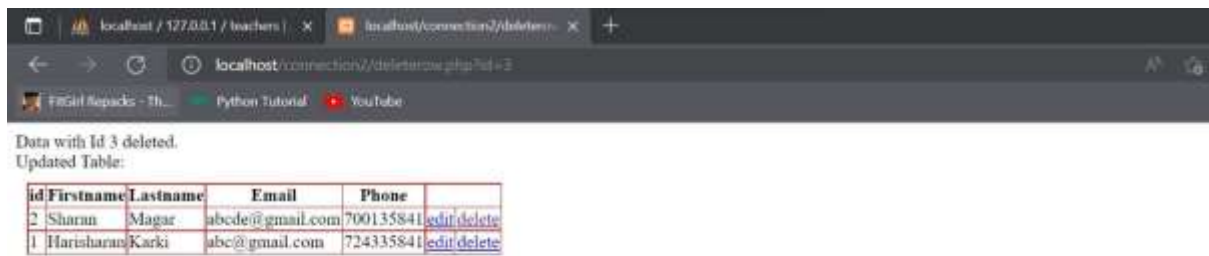 localhost / 127.0.0.1 / teachers |
localhost/connection2/deleterow
localhost/connection2/deleterow.php?id=3
FitGirl Repacks - Th...
Python Tutorial
YouTube
Data with Id 3 deleted.
Updated Table:
id Firstname Lastname Email Phone
2 Sharan Magar abcde@gmail.com 700135841 edit delete
1 Harisharan Karki abc@gmail.com 724335841 edit delete